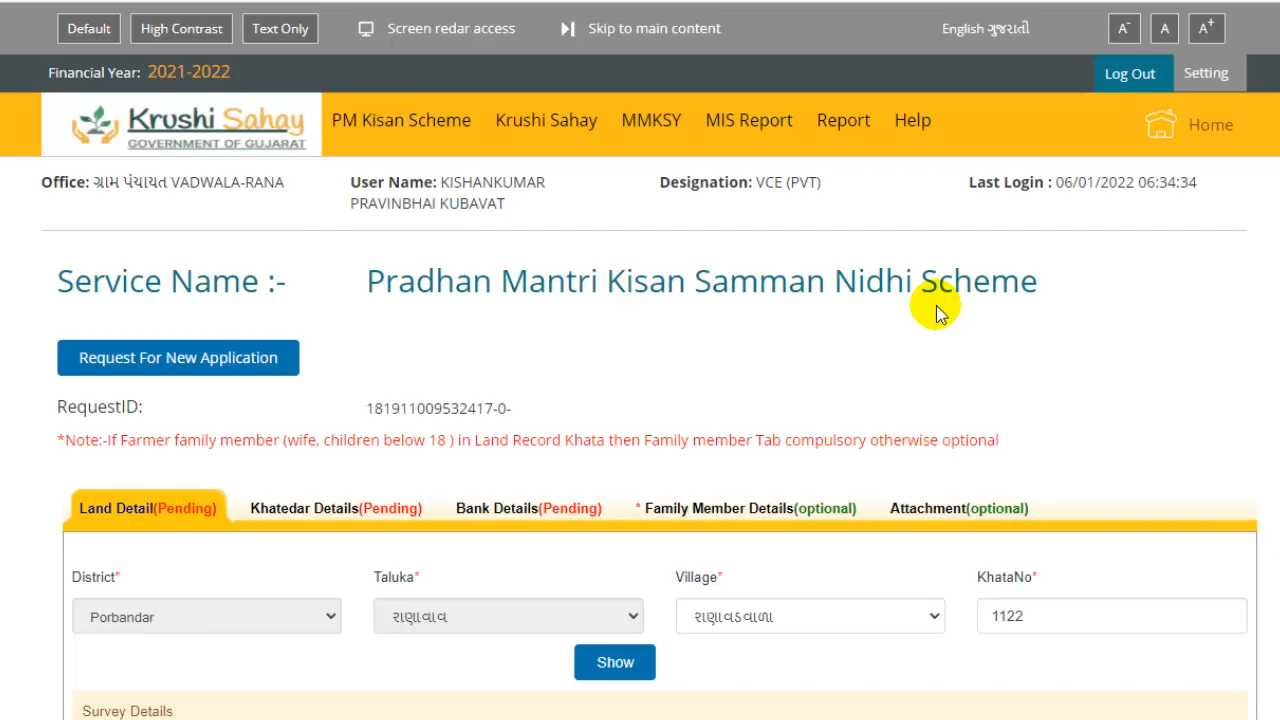 Default High Contrast Text Only Screen redar access Skip to main content English ગુજરાતી A- A A+
Financial Year: 2021-2022 Log Out Setting
Krushi Sahay
GOVERNMENT OF GUJARAT
PM Kisan Scheme Krushi Sahay MMKSY MIS Report Report Help Home
Office: ગ્રામ પંચાયત VADWALA-RANA User Name: KISHANKUMAR Designation: VCE (PVT) Last Login : 06/01/2022 06:34:34
PRAVINBHAI KUBAVAT
Service Name :- Pradhan Mantri Kisan Samman Nidhi Scheme
Request For New Application
RequestID: 181911009532417-0-
*Note:-If Farmer family member (wife, children below 18 ) in Land Record Khata then Family member Tab compulsory otherwise optional
Land Detail(Pending) Khatedar Details(Pending) Bank Details(Pending) * Family Member Details(optional) Attachment(optional)
District* Taluka* Village* KhataNo*
Porbandar રાણાવાવ રાણાવડવાળા 1122
Show
Survey Details